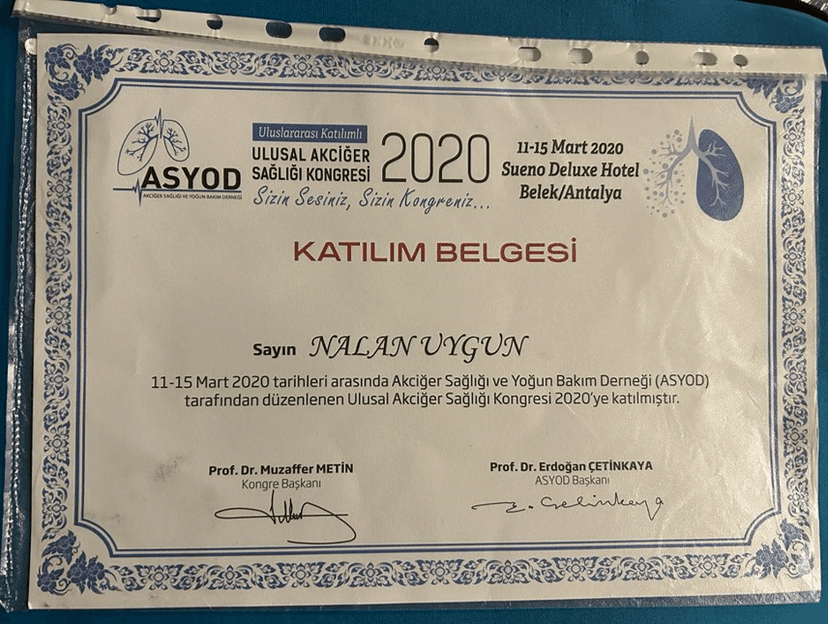 ASYOD
AKCİĞER SAĞLIĞI VE YOĞUN BAKIM DERNEĞİ
Uluslararası Katılımlı
ULUSAL AKCİĞER
SAĞLIĞI KONGRESİ
2020
Sizin Sesiniz, Sizin Kongreniz...
11-15 Mart 2020
Sueno Deluxe Hotel
Belek/Antalya
KATILIM BELGESİ
Sayın NALAN UYGUN
11-15 Mart 2020 tarihleri arasında Akciğer Sağlığı ve Yoğun Bakım Derneği (ASYOD)
tarafından düzenlenen Ulusal Akciğer Sağlığı Kongresi 2020'ye katılmıştır.
Prof. Dr. Muzaffer METİN
Kongre Başkanı
Prof. Dr. Erdoğan ÇETİNKAYA
ASYOD Başkanı
E. Çetinkaya